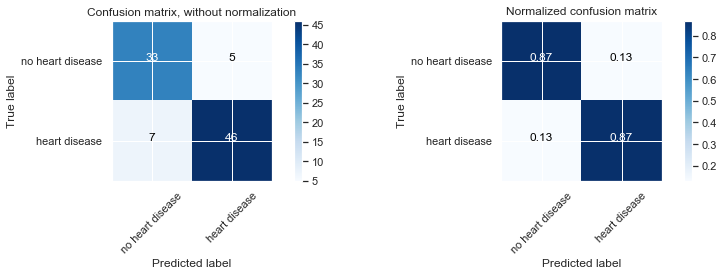 Confusion matrix, without normalization
True label
no heart disease
heart disease
33
5
7
46
45
40
35
30
25
20
15
10
5
no heart disease
heart disease
Predicted label
Normalized confusion matrix
True label
no heart disease
heart disease
0.87
0.13
0.13
0.87
0.8
0.7
0.6
0.5
0.4
0.3
0.2
no heart disease
heart disease
Predicted label